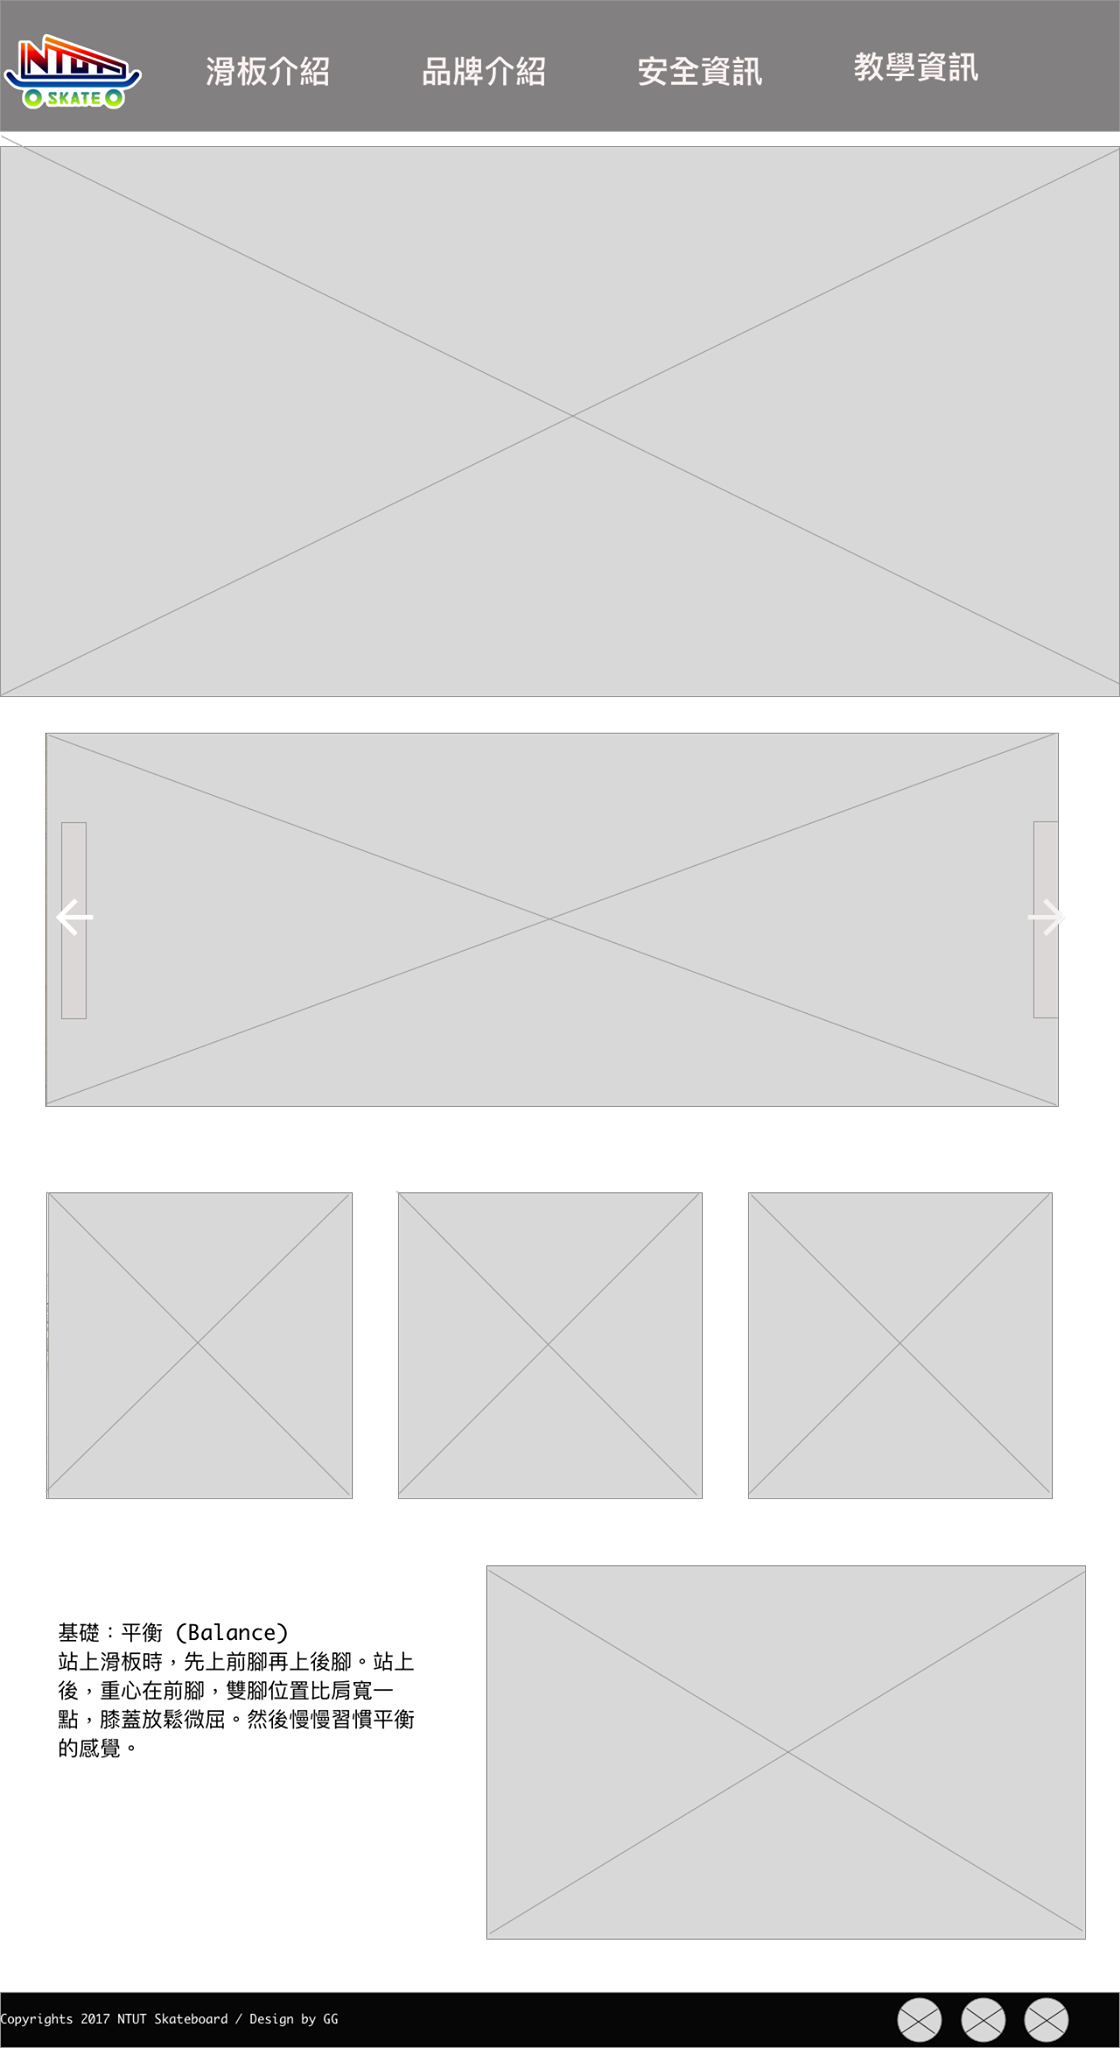 NTUT
SKATE
滑板介紹 品牌介紹 安全資訊 教學資訊
基礎：平衡 (Balance)
站上滑板時，先上前腳再上後腳。站上
後，重心在前腳，雙腳位置比肩寬一
點，膝蓋放鬆微屈。然後慢慢習慣平衡
的感覺。
Copyrights 2017 NTUT Skateboard / Design by GG